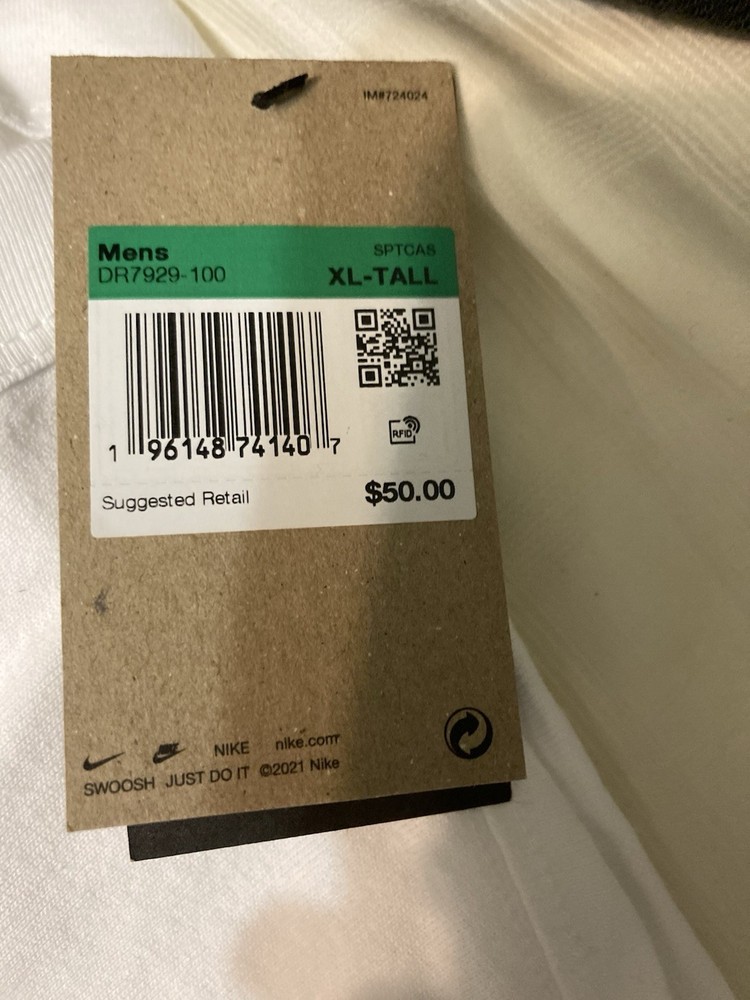 IM#724024
Mens
SPTCAS
DR7929-100
XL-TALL
1 96148 74140 7
RFID
Suggested Retail
$50.00
NIKE nike.com
SWOOSH JUST DO IT ©2021 Nike